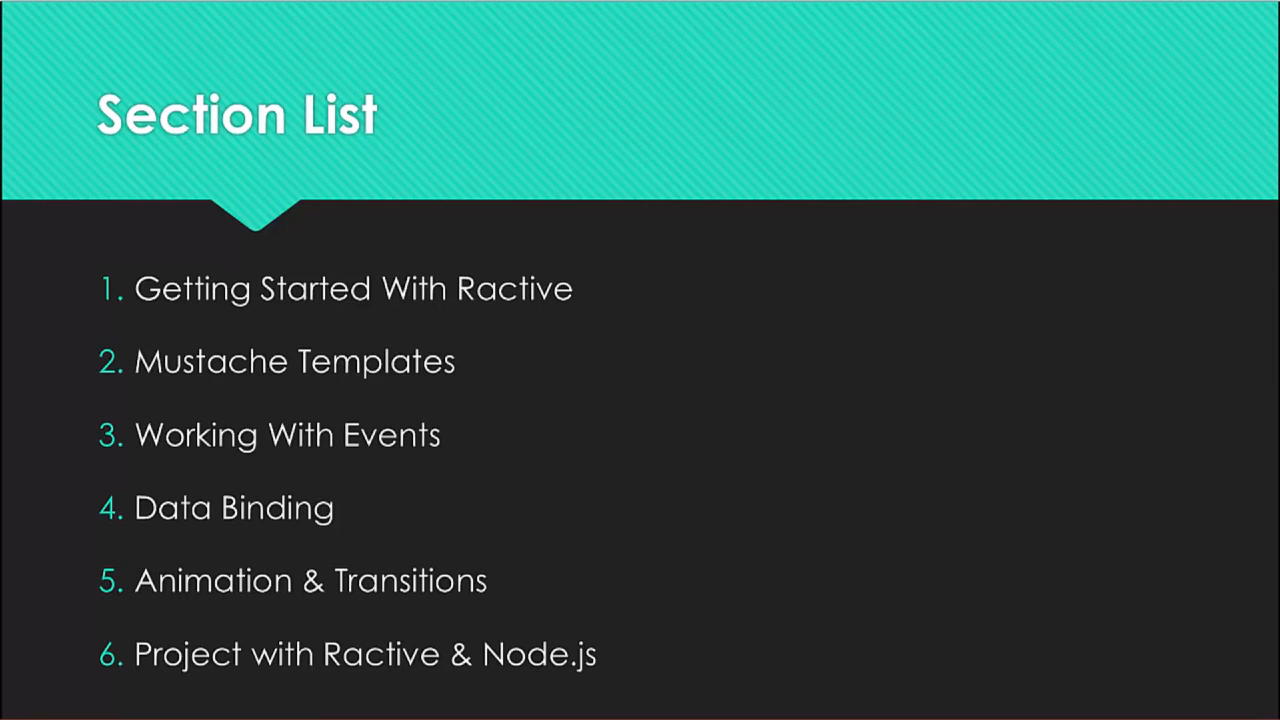 Section List
1. Getting Started With Ractive
2. Mustache Templates
3. Working With Events
4. Data Binding
5. Animation & Transitions
6. Project with Ractive & Node.js